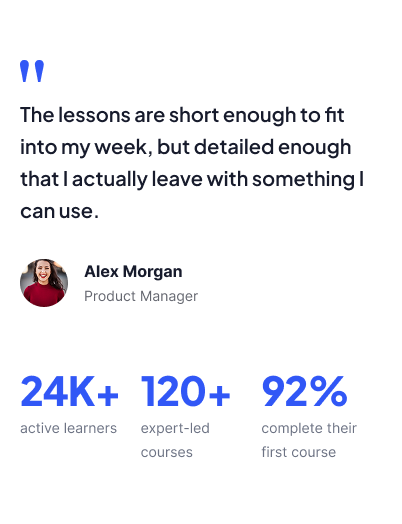 "
The lessons are short enough to fit
into my week, but detailed enough
that I actually leave with something I
can use.
Alex Morgan
Product Manager
24K+ 120+ 92%
active learners expert-led complete their
courses first course